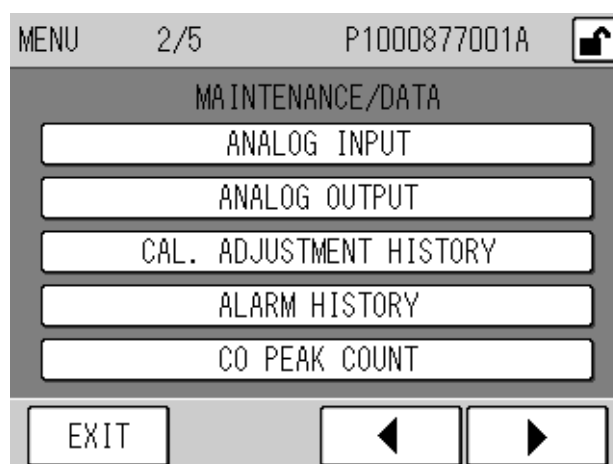 MENU 2/5 P1000877001A
MAINTENANCE/DATA
ANALOG INPUT
ANALOG OUTPUT
CAL. ADJUSTMENT HISTORY
ALARM HISTORY
CO PEAK COUNT
EXIT